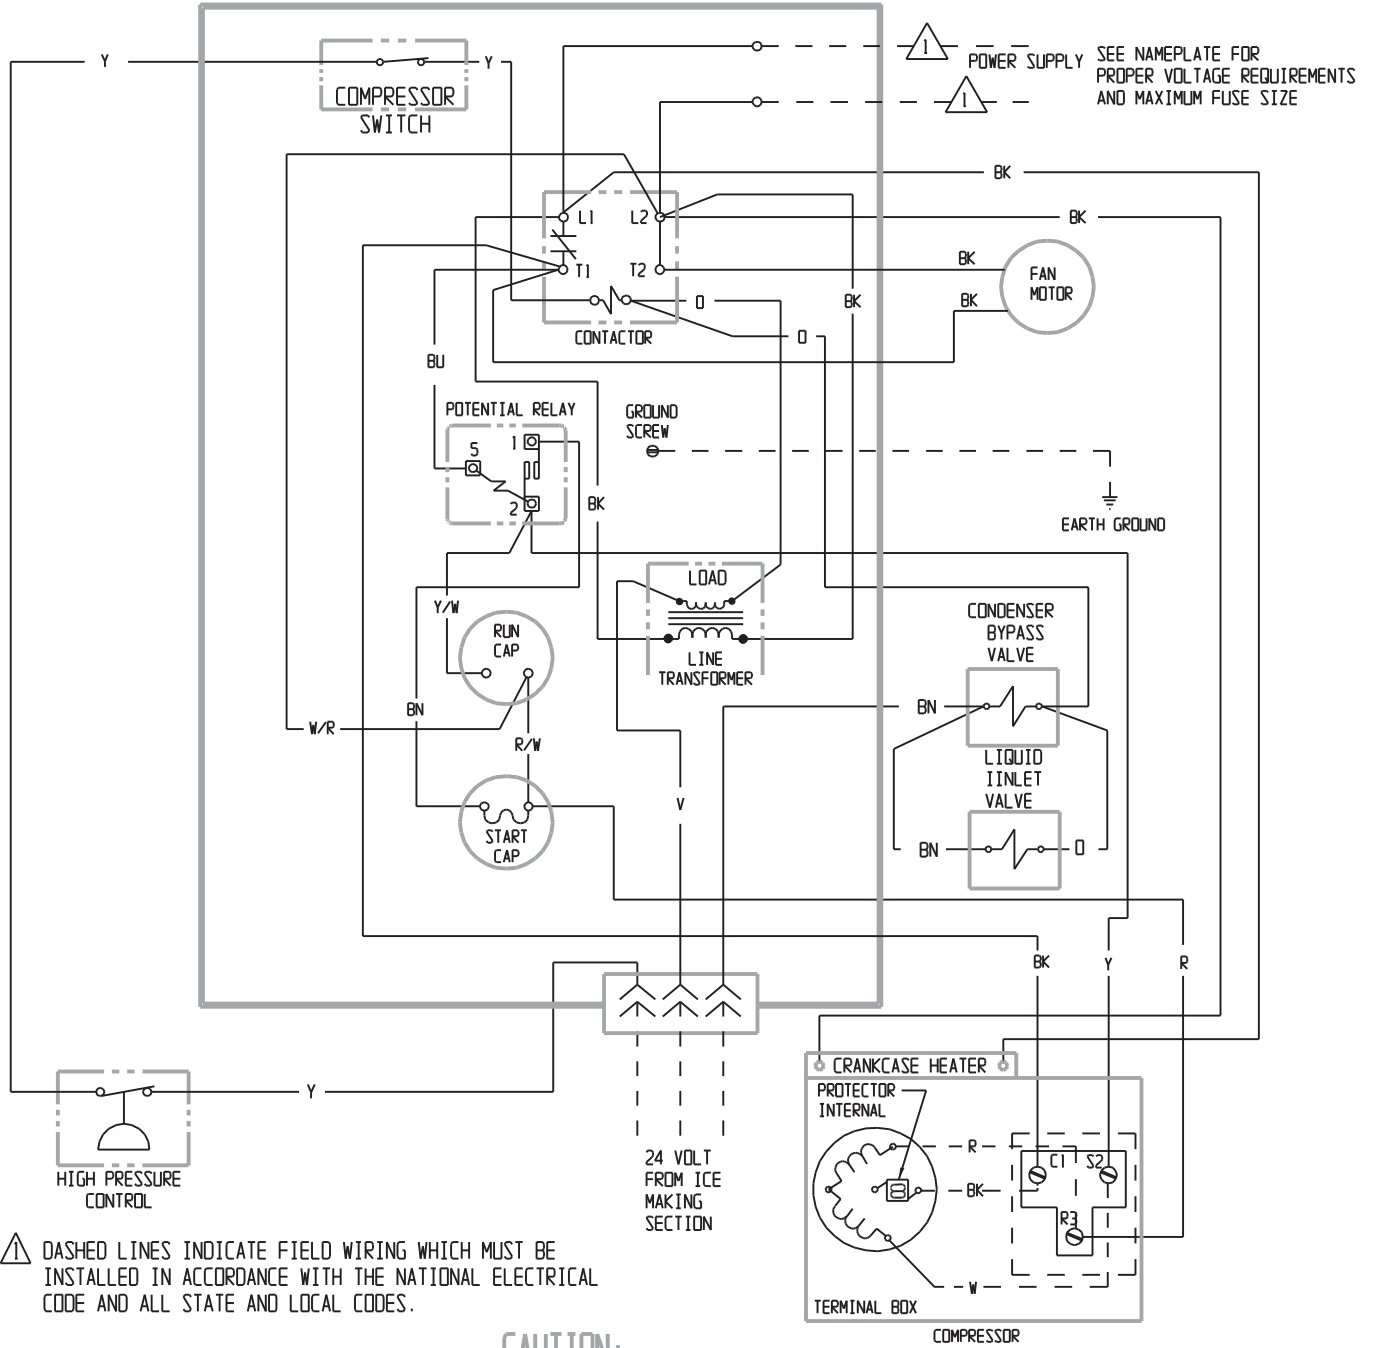 Y
COMPRESSOR
SWITCH
Y
1
1
POWER SUPPLY
SEE NAMEPLATE FOR
PROPER VOLTAGE REQUIREMENTS
AND MAXIMUM FUSE SIZE
BK
L1
L2
BK
T1
T2
BK
FAN
MOTOR
BK
O
BK
CONTACTOR
O
BU
POTENTIAL RELAY
5
1
2
GROUND
SCREW
BK
EARTH GROUND
LOAD
LINE
TRANSFORMER
Y/W
RUN
CAP
CONDENSER
BYPASS
VALVE
BN
BN
W/R
R/W
LIQUID
IINLET
VALVE
V
START
CAP
BN
O
BK
Y
R
CRANKCASE HEATER
PROTECTOR
INTERNAL
Y
HIGH PRESSURE
CONTROL
24 VOLT
FROM ICE
MAKING
SECTION
R
C1
S2
BK
R3
W
TERMINAL BOX
COMPRESSOR
1
DASHED LINES INDICATE FIELD WIRING WHICH MUST BE
INSTALLED IN ACCORDANCE WITH THE NATIONAL ELECTRICAL
CODE AND ALL STATE AND LOCAL CODES.
CAUTION: